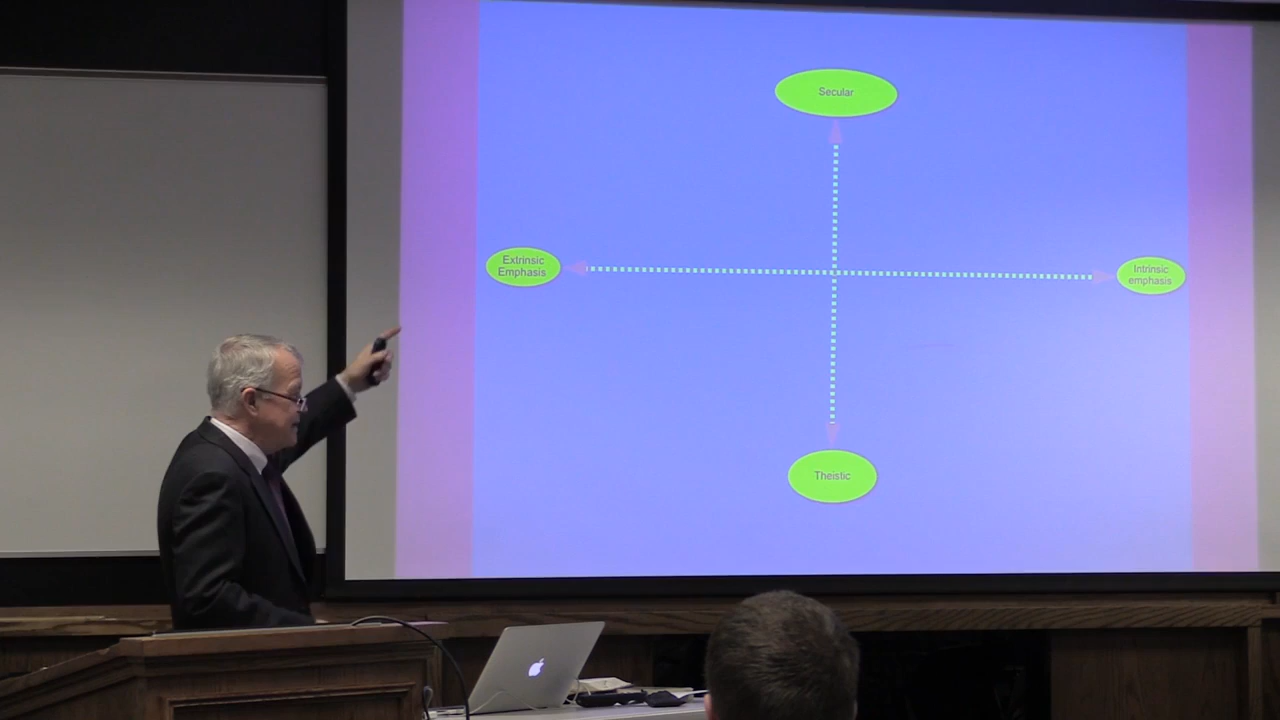 Secular
Extrinsic
Emphasis
Intrinsic
emphasis
Theistic